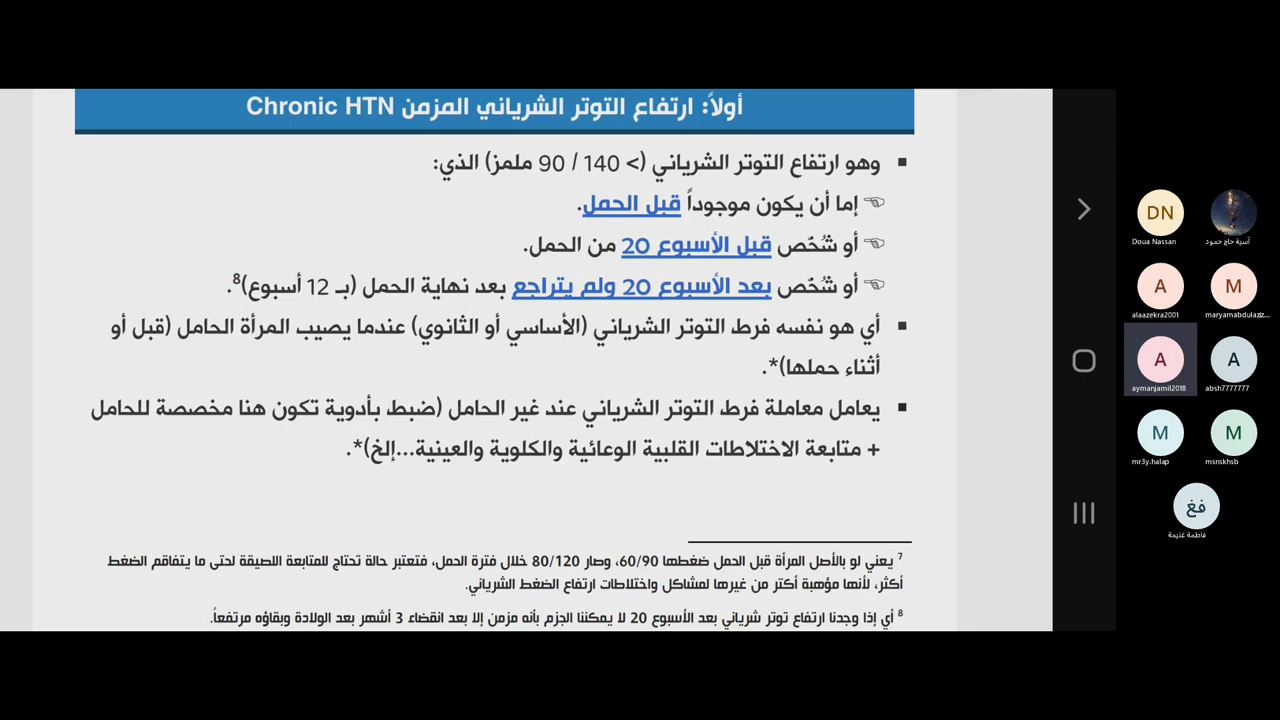 أولاً: ارتفاع التوتر الشرياني المزمن Chronic HTN
▪ وهو ارتفاع التوتر الشرياني (> 140 / 90 ملمز) الذي:
☜ إما أن يكون موجوداً قبل الحمل.
☜ أو شُخّص قبل الأسبوع 20 من الحمل.
☜ أو شُخّص بعد الأسبوع 20 ولم يتراجع بعد نهاية الحمل (بـ 12 أسبوع)⁸.
▪ أي هو نفسه فرط التوتر الشرياني (الأساسي أو الثانوي) عندما يصيب المرأة الحامل (قبل أو
أثناء حملها)*.
▪ يعامل معاملة فرط التوتر الشرياني عند غير الحامل (ضبط بأدوية تكون هنا مخصصة للحامل
+ متابعة الاختلاطات القلبية الوعائية والكلوية والعينية...إلخ)*.
⁷ يعني لو بالأصل المرأة قبل الحمل ضغطها 60/90، وصار 80/120 خلال فترة الحمل، فتعتبر حالة تحتاج للمتابعة اللصيقة لحتى ما يتفاقم الضغط
أكثر، لأنها مؤهبة أكتر من غيرها لمشاكل واختلاطات ارتفاع الضغط الشرياني.
⁸ أي إذا وجدنا ارتفاع توتر شرياني بعد الأسبوع 20 لا يمكننا الجزم بأنه مزمن إلا بعد انقضاء 3 أشهر بعد الولادة وبقاؤه مرتفعاً.
DN
Doua Nassan
آسية حاج حمود
A
alaazekra2001
M
maryamabdulaziz...
A
aymanjamil2018
A
absh7777777
M
mr3y.halap
M
msnskhsb
فغ
فاطمة غنيمة